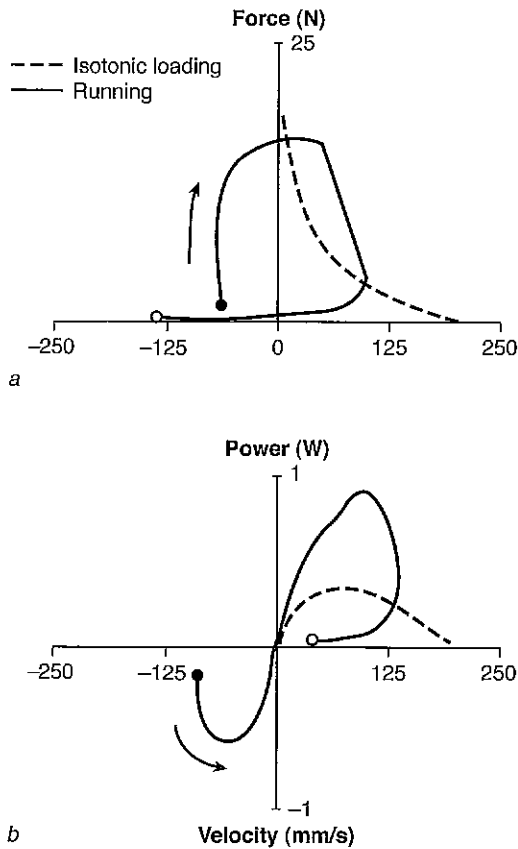 Force (N)
25
Isotonic loading
Running
−250 −125 0 125 250
a
Power (W)
1
−250 −125 125 250
−1
b Velocity (mm/s)